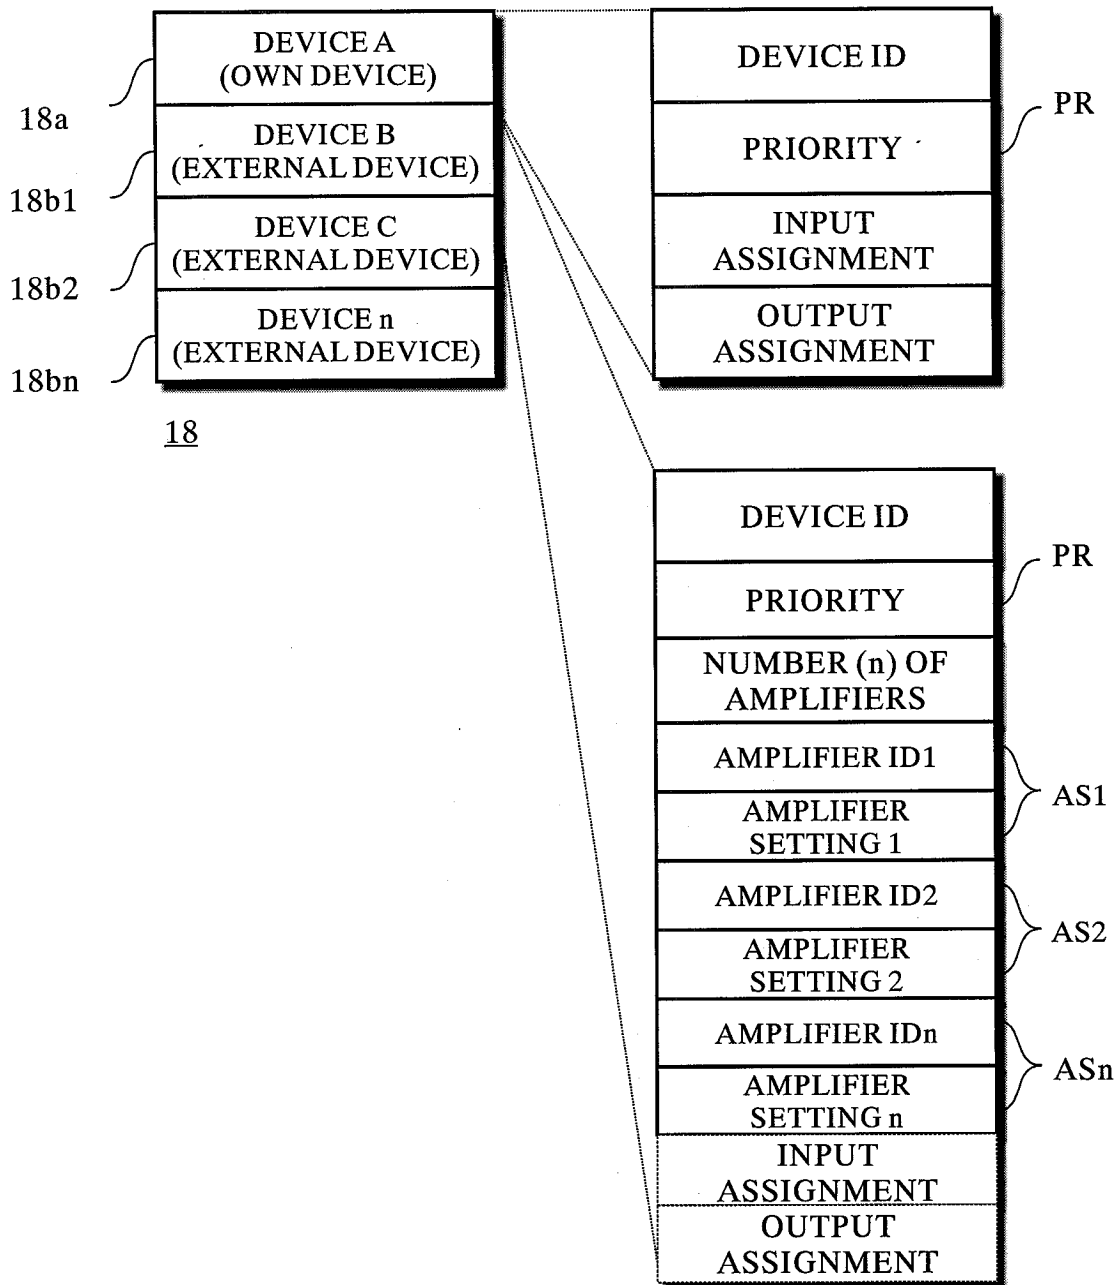 DEVICE A
(OWN DEVICE)
DEVICE B
(EXTERNAL DEVICE)
DEVICE C
(EXTERNAL DEVICE)
DEVICE n
(EXTERNAL DEVICE)
18a
18b1
18b2
18bn
18
DEVICE ID
PRIORITY
INPUT
ASSIGNMENT
OUTPUT
ASSIGNMENT
PR
DEVICE ID
PRIORITY
NUMBER (n) OF
AMPLIFIERS
AMPLIFIER ID1
AMPLIFIER
SETTING 1
AMPLIFIER ID2
AMPLIFIER
SETTING 2
AMPLIFIER IDn
AMPLIFIER
SETTING n
INPUT
ASSIGNMENT
OUTPUT
ASSIGNMENT
PR
AS1
AS2
ASn